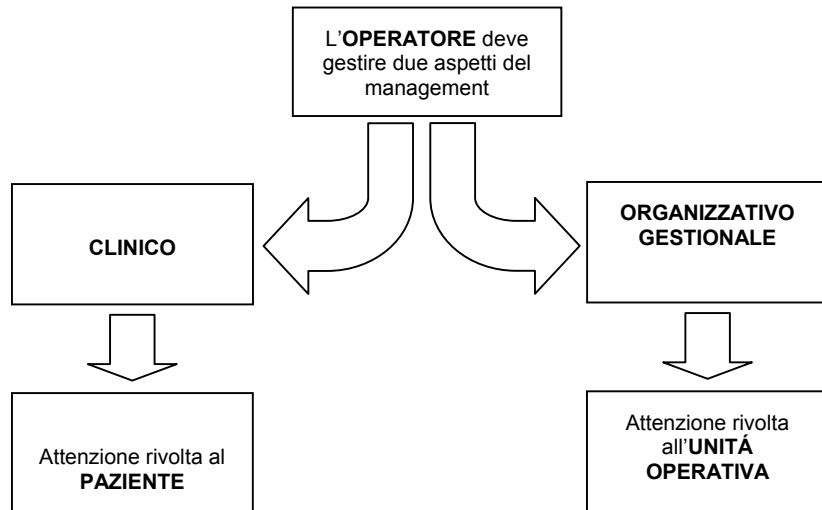 L'OPERATORE deve
gestire due aspetti del
management
CLINICO
ORGANIZZATIVO
GESTIONALE
Attenzione rivolta al
PAZIENTE
Attenzione rivolta
all'UNITÁ
OPERATIVA